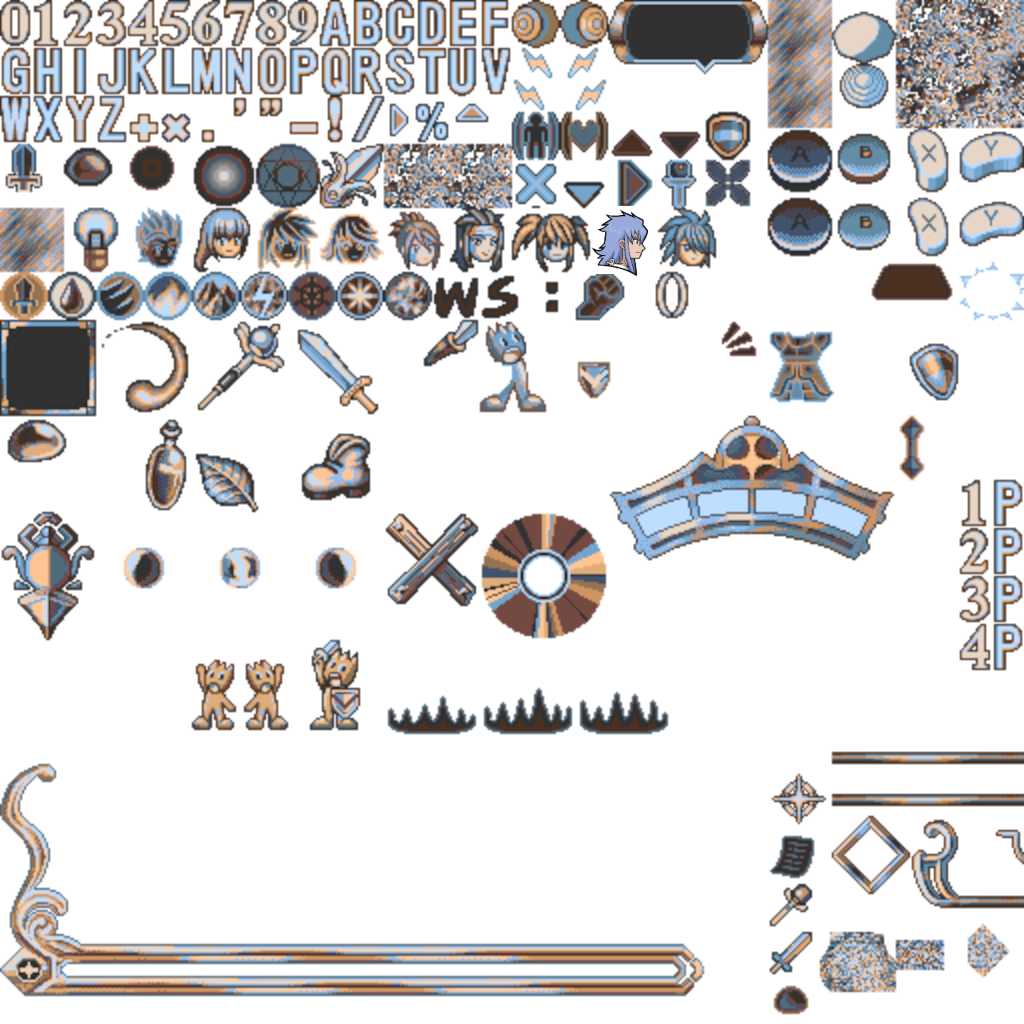 0123456789ABCDEF
GHIJKLMNOPQRSTUV
WXYZ+×.'”-!/%
A B X Y
A B X Y
WS :
1P
2P
3P
4P